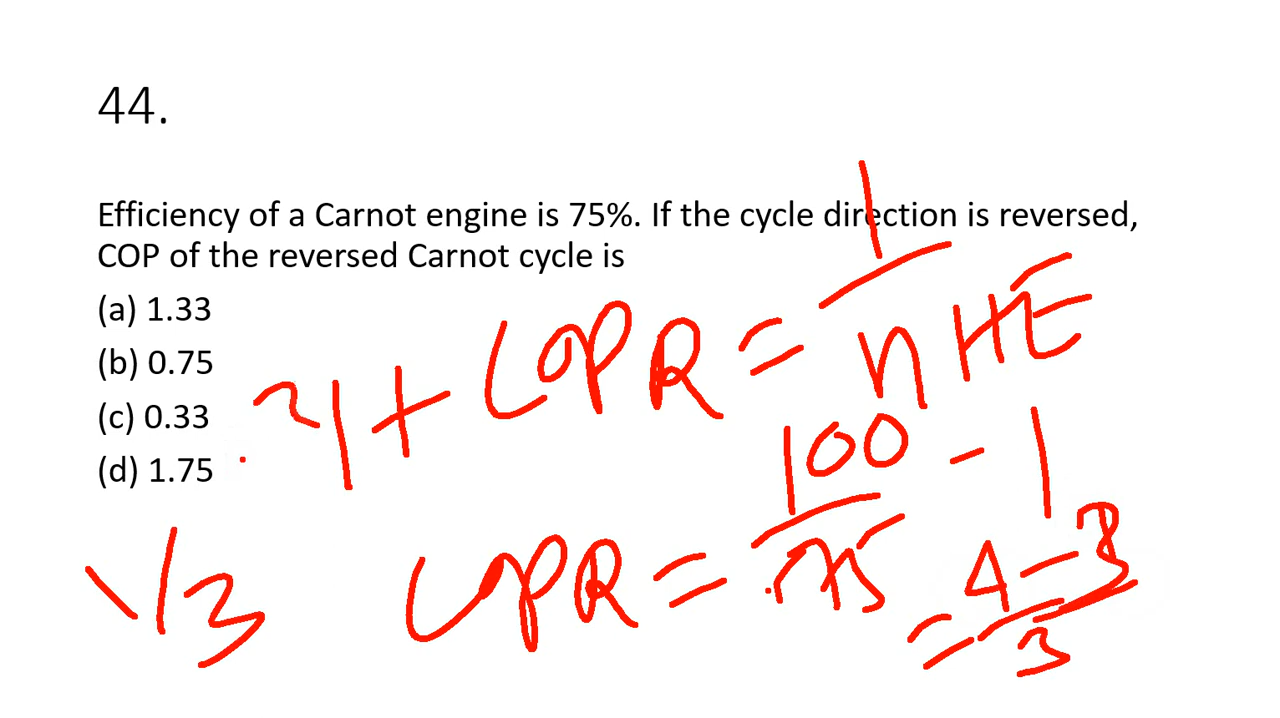 44.
Efficiency of a Carnot engine is 75%. If the cycle direction is reversed,
COP of the reversed Carnot cycle is
(a) 1.33
(b) 0.75
(c) 0.33
(d) 1.75
1 + COPR = 1/nHE
COPR = 100/75 - 1
= 4-3/3
1/3